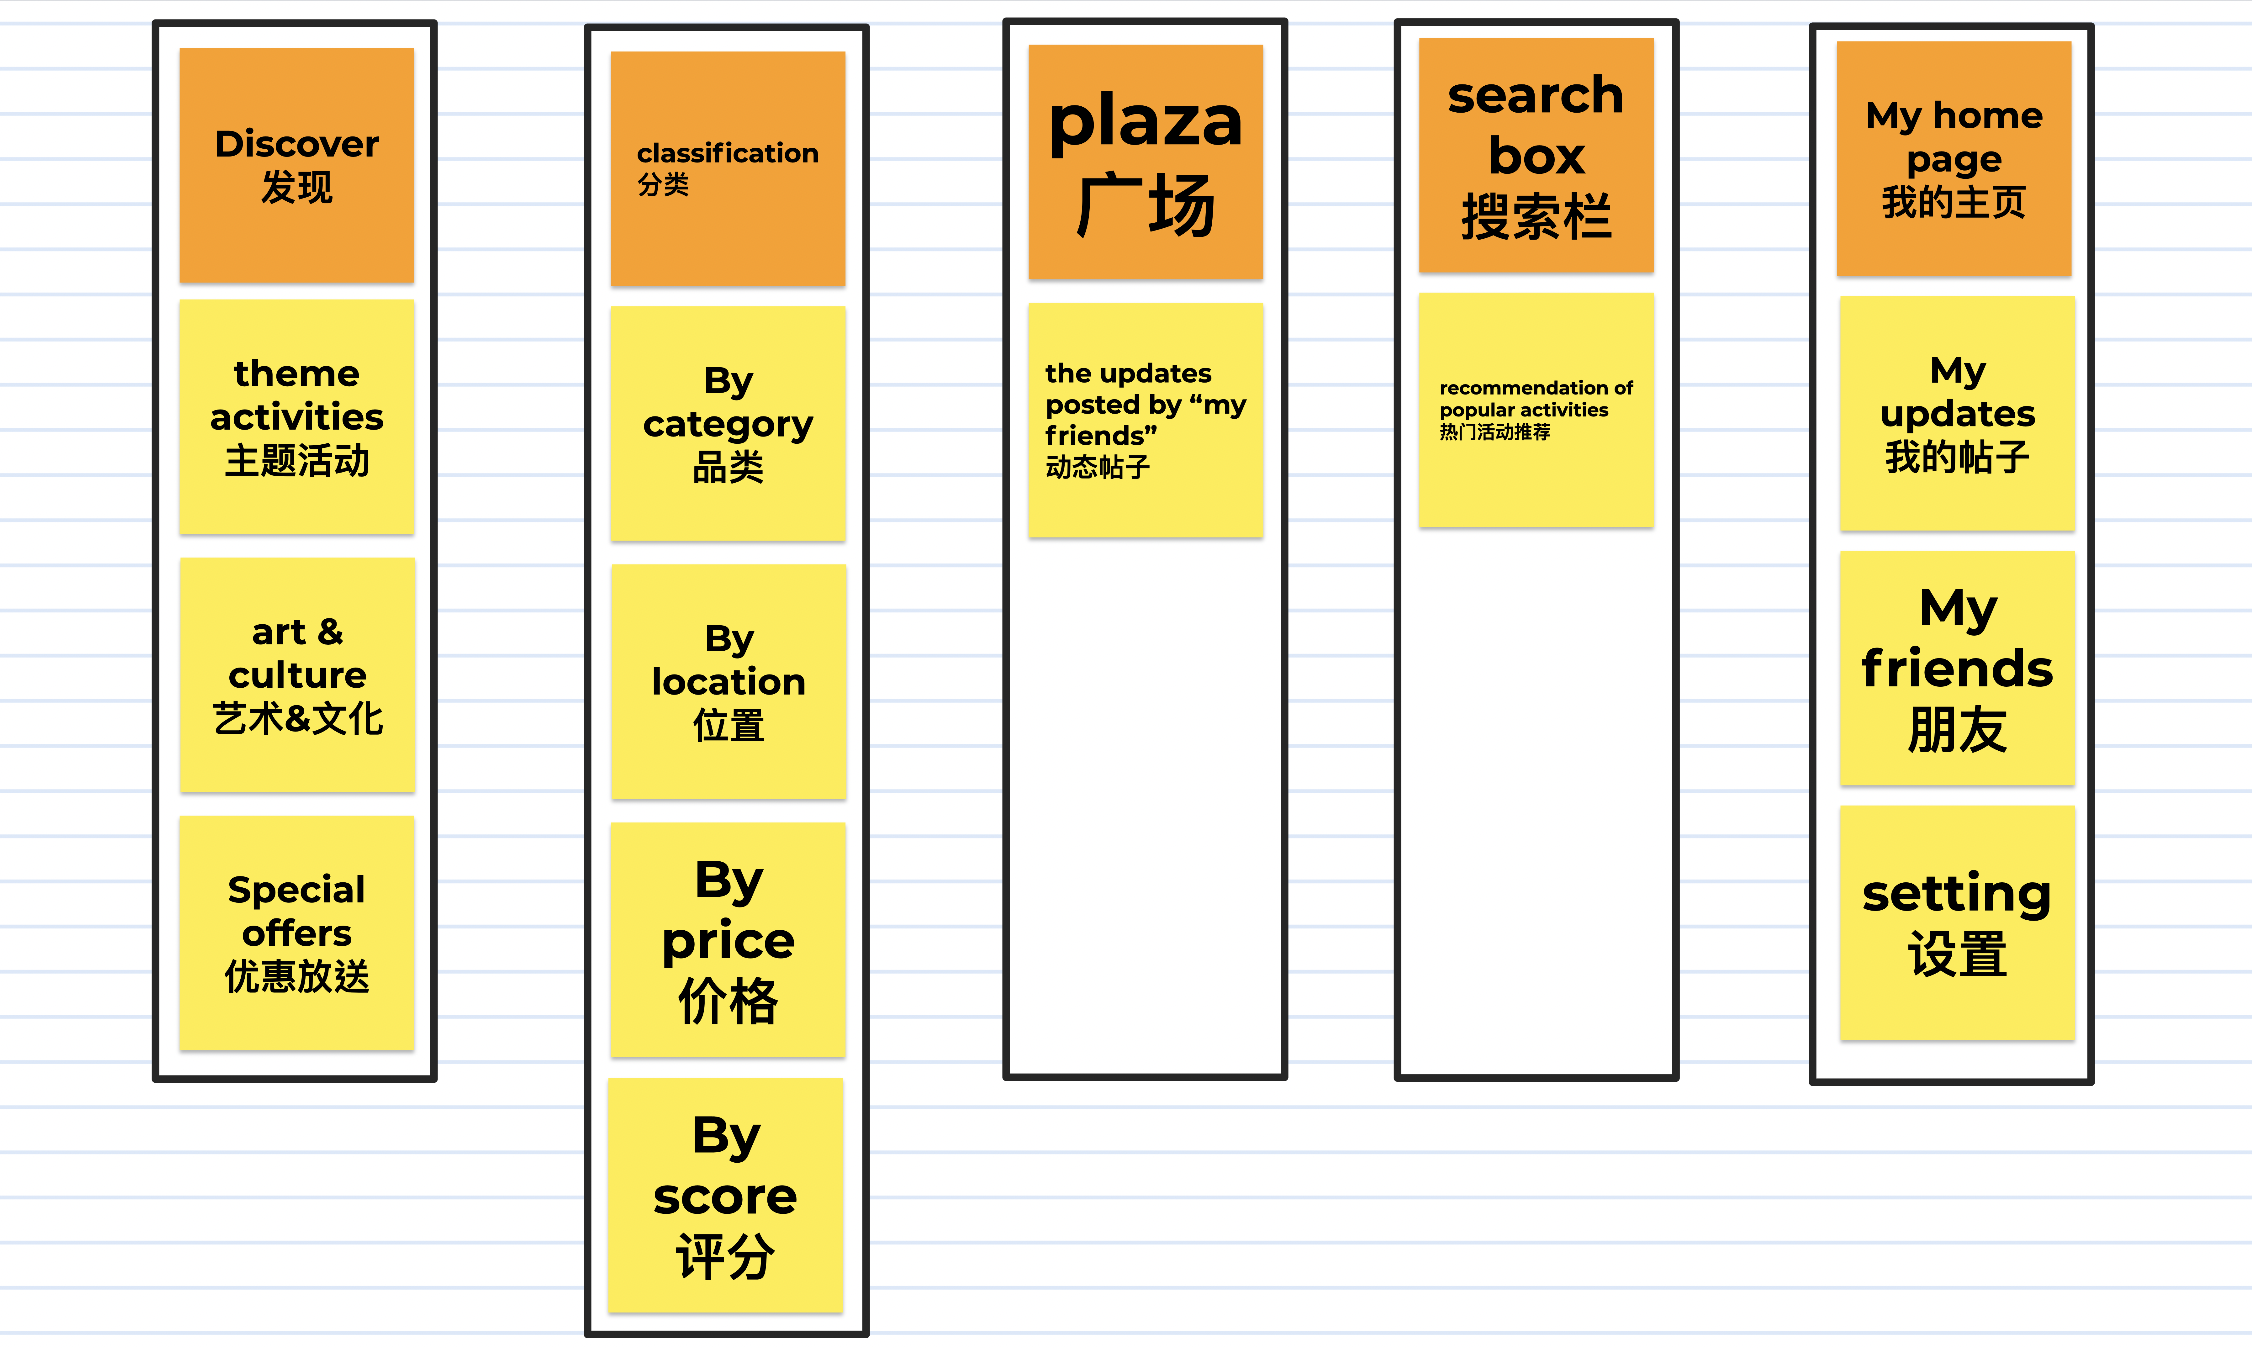 Discover
发现
theme
activities
主题活动
art &
culture
艺术&文化
Special
offers
优惠放送
classification
分类
By
category
品类
By
location
位置
By
price
价格
By
score
评分
plaza
广场
the updates
posted by “my
friends”
动态帖子
search
box
搜索栏
recommendation of
popular activities
热门活动推荐
My home
page
我的主页
My
updates
我的帖子
My
friends
朋友
setting
设置